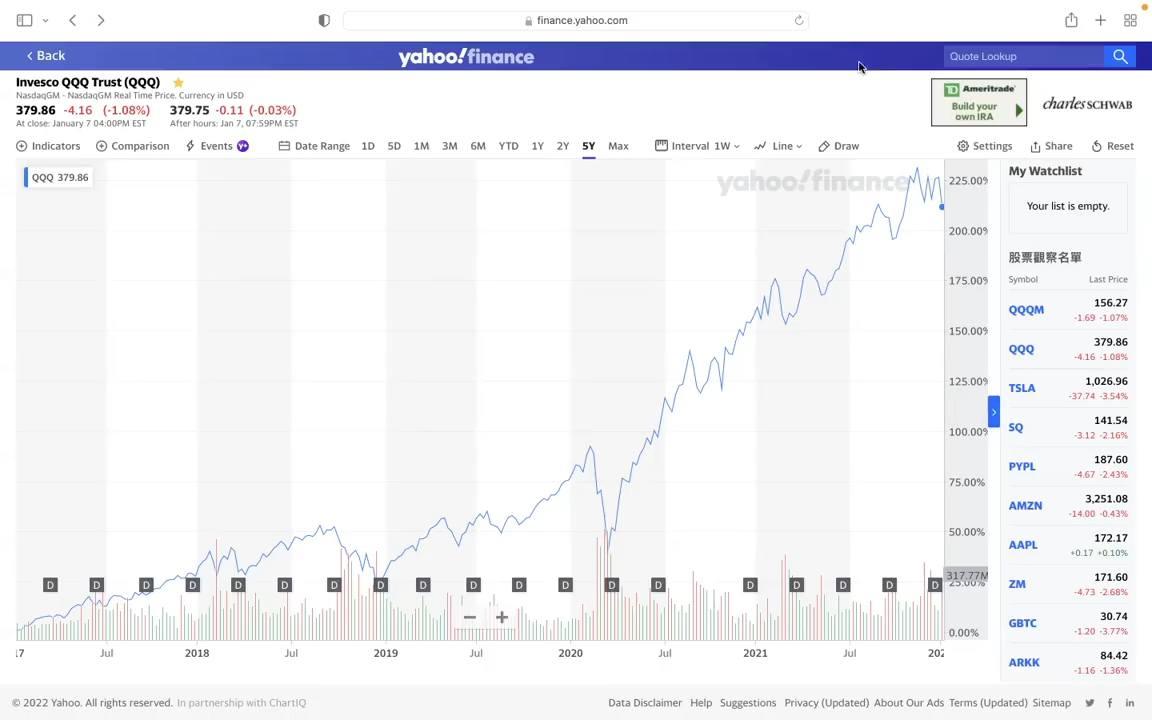 finance.yahoo.com
Back
yahoo!finance
Quote Lookup
Invesco QQQ Trust (QQQ)
NasdaqGM - NasdaqGM Real Time Price. Currency in USD
379.86 -4.16 (-1.08%) 379.75 -0.11 (-0.03%)
At close: January 7 04:00PM EST After hours: Jan 7, 07:59PM EST
TD Ameritrade
Build your
own IRA
charles SCHWAB
Indicators Comparison Events Y+ Date Range 1D 5D 1M 3M 6M YTD 1Y 2Y 5Y Max Interval 1W Line Draw Settings Share Reset
QQQ 379.86
yahoo!finance
225.00%
200.00%
175.00%
150.00%
125.00%
100.00%
75.00%
50.00%
25.00%
317.77M
0.00%
D D D D D D D D D D D D D D D D D D D
17 Jul 2018 Jul 2019 Jul 2020 Jul 2021 Jul 202
My Watchlist
Your list is empty.
股票觀察名單
Symbol Last Price
QQQM 156.27
-1.69 -1.07%
QQQ 379.86
-4.16 -1.08%
TSLA 1,026.96
-37.74 -3.54%
SQ 141.54
-3.12 -2.16%
PYPL 187.60
-4.67 -2.43%
AMZN 3,251.08
-14.00 -0.43%
AAPL 172.17
+0.17 +0.10%
ZM 171.60
-4.73 -2.68%
GBTC 30.74
-1.20 -3.77%
ARKK 84.42
-1.16 -1.36%
© 2022 Yahoo. All rights reserved. In partnership with ChartIQ
Data Disclaimer Help Suggestions Privacy (Updated) About Our Ads Terms (Updated) Sitemap